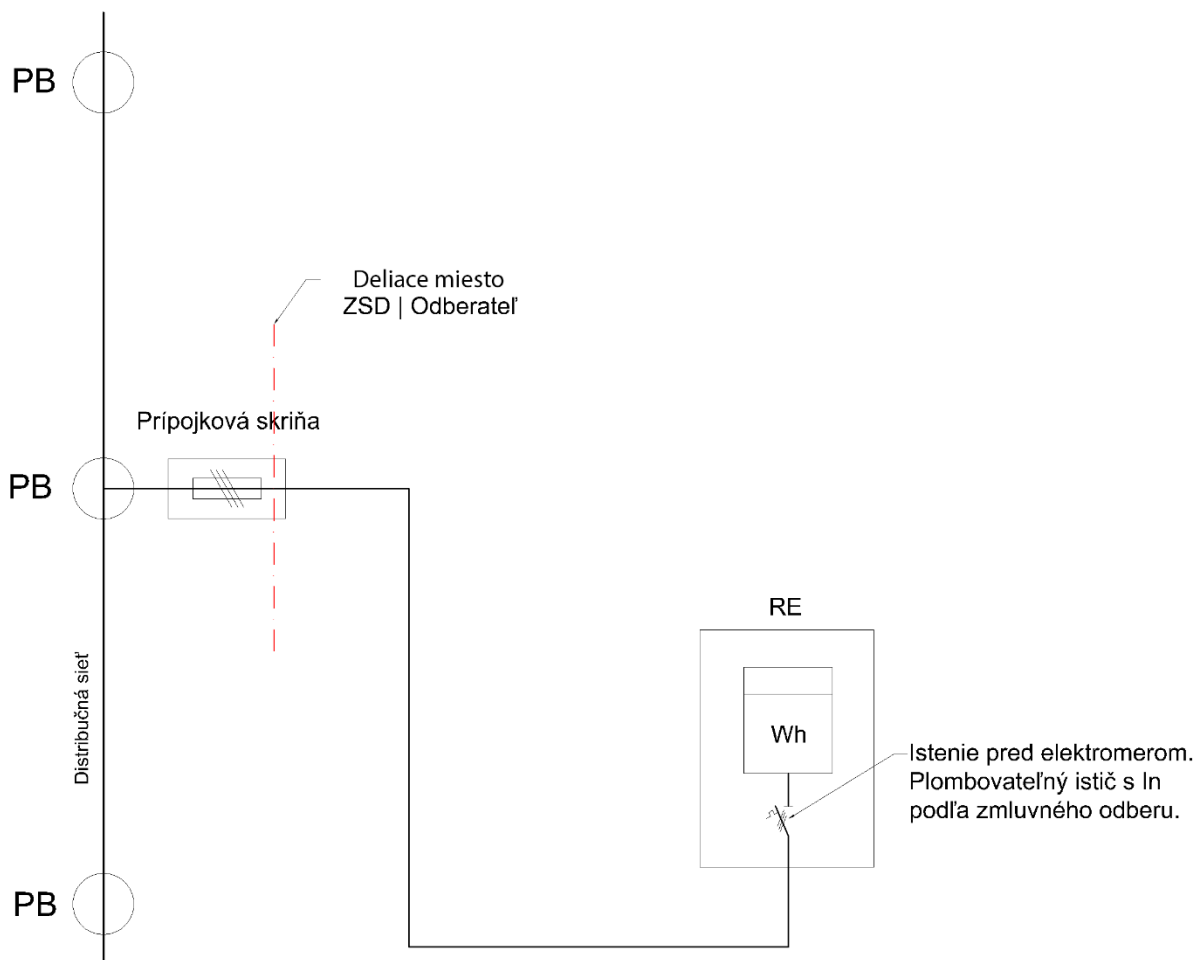 PB
Deliace miesto
ZSD | Odberateľ
Prípojková skriňa
PB
Distribučná sieť
RE
Wh
Istenie pred elektromerom.
Plombovateľný istič s In
podľa zmluvného odberu.
PB